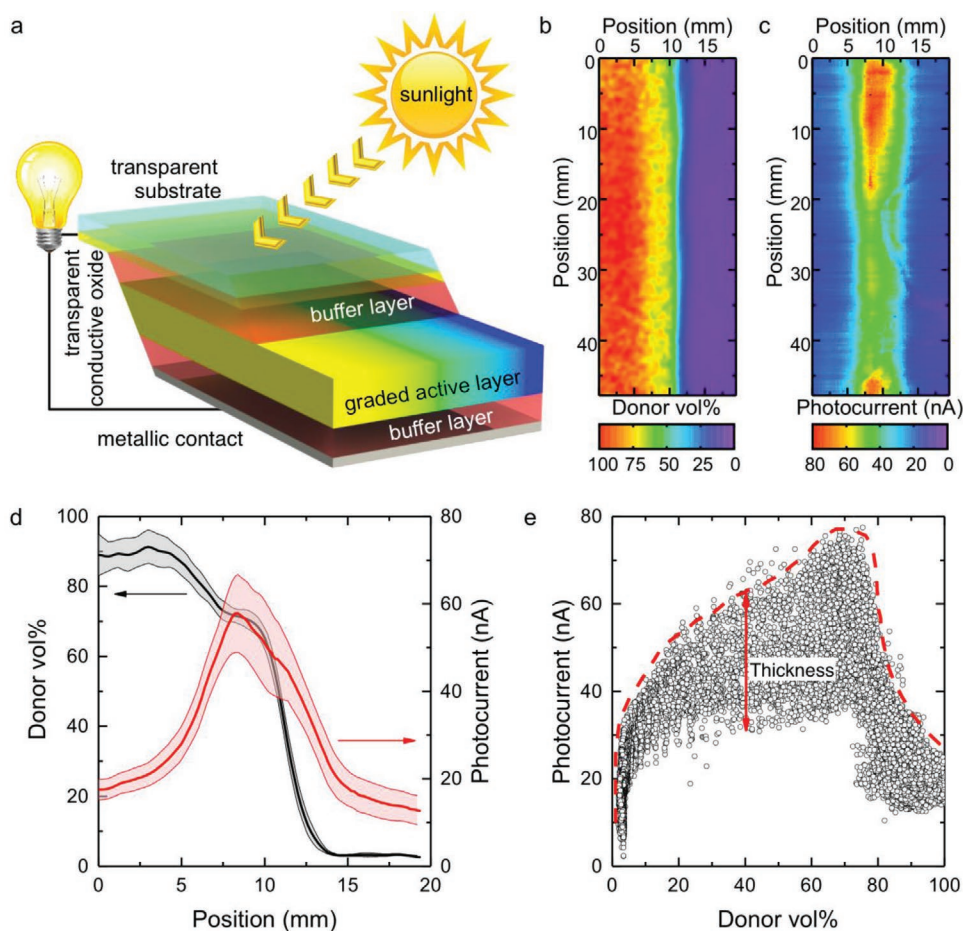 a
sunlight
transparent
substrate
transparent
conductive oxide
buffer layer
graded active layer
buffer layer
metallic contact
b
Position (mm)
0 5 10 15
0
10
20
30
40
Position (mm)
Donor vol%
100 75 50 25 0
c
Position (mm)
0 5 10 15
0
10
20
30
40
Position (mm)
Photocurrent (nA)
80 60 40 20 0
d
100
80
60
40
20
0
Donor vol%
80
60
40
20
0
Photocurrent (nA)
0 5 10 15 20
Position (mm)
e
80
60
40
20
0
Photocurrent (nA)
Thickness
0 20 40 60 80 100
Donor vol%